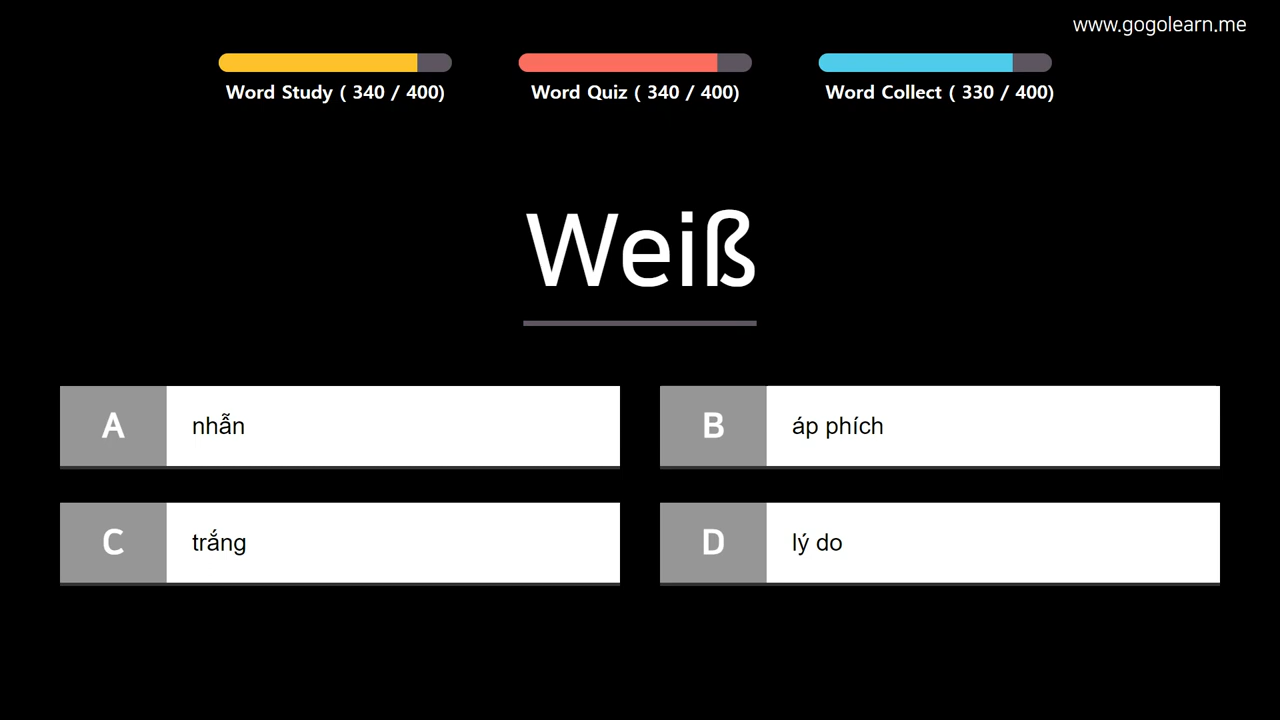 www.gogolearn.me
Word Study ( 340 / 400)
Word Quiz ( 340 / 400)
Word Collect ( 330 / 400)
Weiß
A nhẫn
B áp phích
C trắng
D lý do